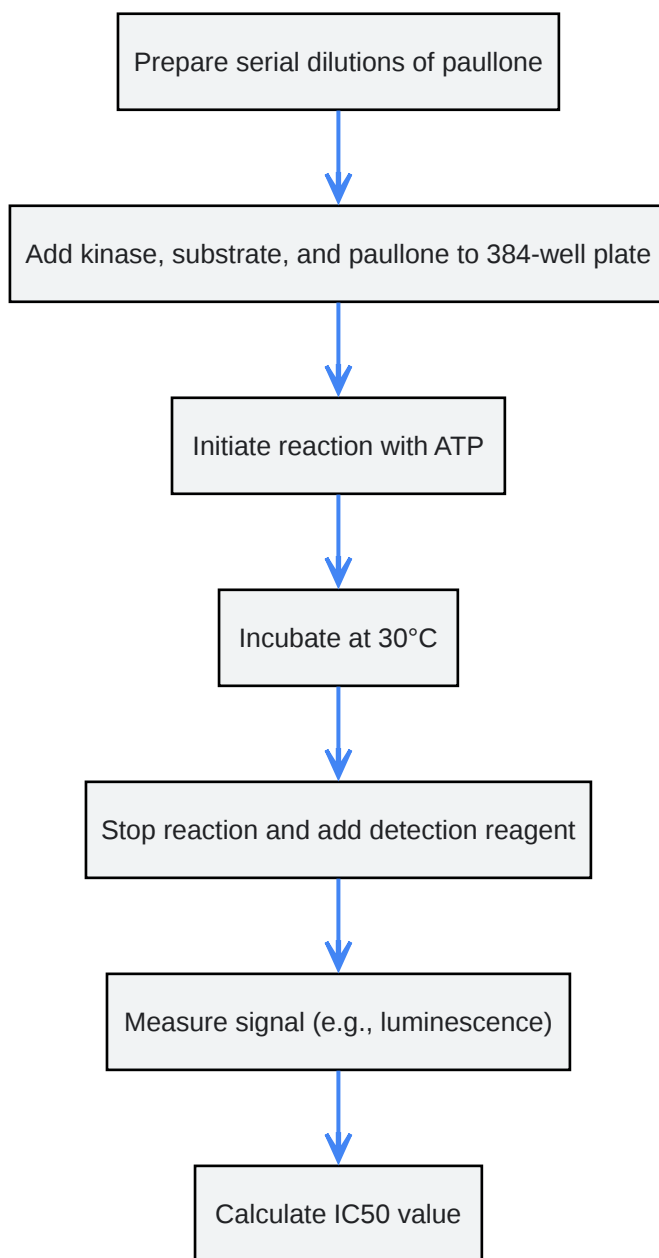 Prepare serial dilutions of paullone
Add kinase, substrate, and paullone to 384-well plate
Initiate reaction with ATP
Incubate at 30°C
Stop reaction and add detection reagent
Measure signal (e.g., luminescence)
Calculate IC50 value